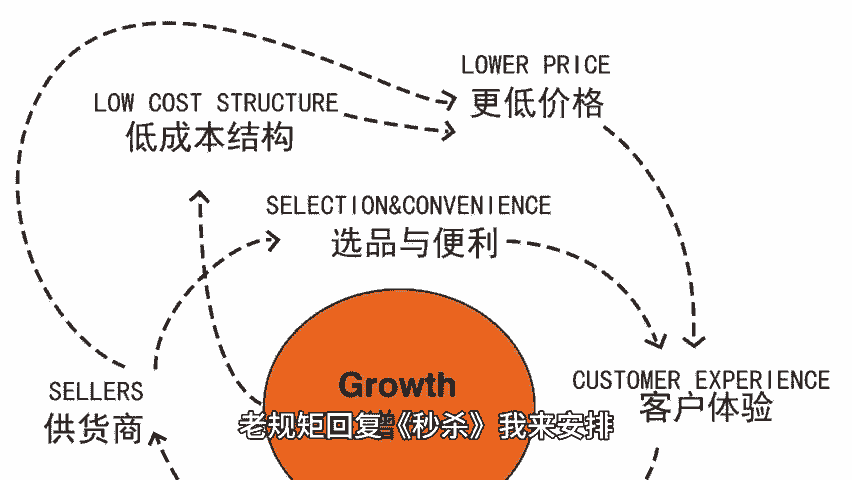 LOWER PRICE
更低价格
LOW COST STRUCTURE
低成本结构
SELECTION&CONVENIENCE
选品与便利
Growth
SELLERS
供货商
CUSTOMER EXPERIENCE
客户体验
老规矩回复《秒杀》我来安排